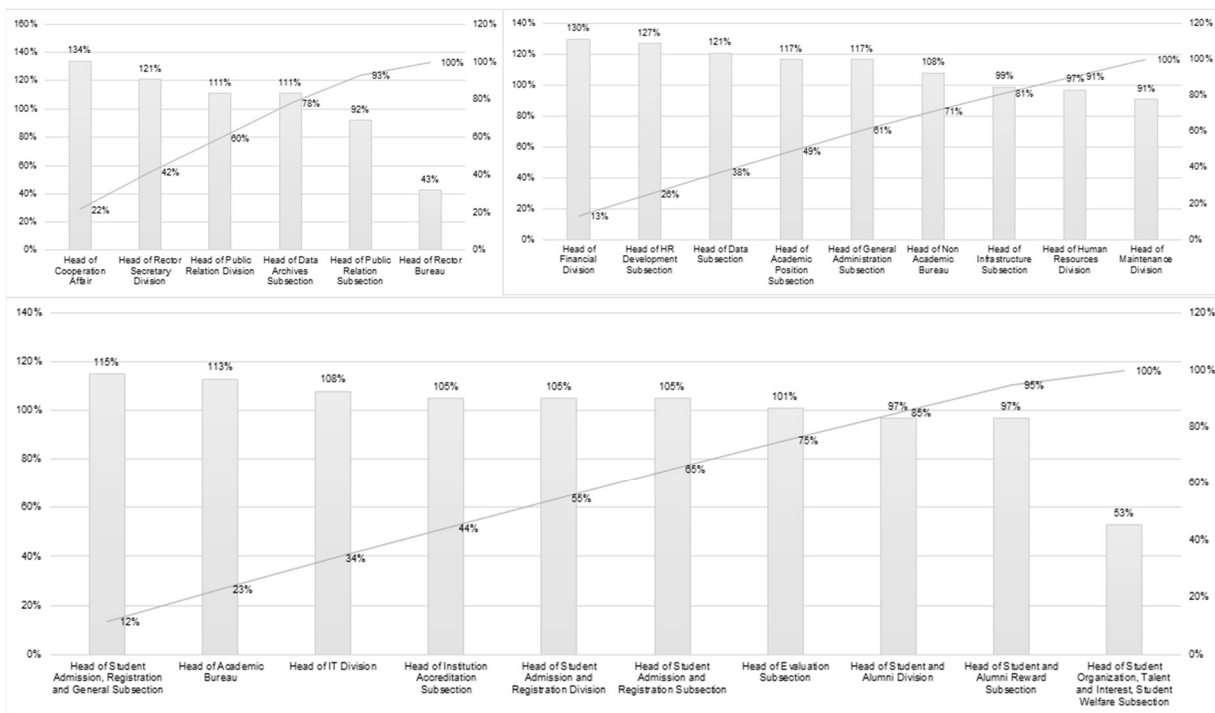 160%
140%
120%
100%
80%
60%
40%
20%
0%
134%
121%
111%
111%
92%
43%
22%
42%
60%
78%
93%
100%
120%
100%
80%
60%
40%
20%
0%
Head of
Cooperation
Affair
Head of Rector
Secretary
Division
Head of Public
Relation Division
Head of Data
Archives
Subsection
Head of Public
Relation
Subsection
Head of Rector
Bureau
140%
120%
100%
80%
60%
40%
20%
0%
130%
127%
121%
117%
117%
108%
99%
97%
91%
13%
26%
38%
49%
61%
71%
81%
91%
100%
120%
100%
80%
60%
40%
20%
0%
Head of
Financial
Division
Head of HR
Development
Subsection
Head of Data
Subsection
Head of
Academic
Position
Subsection
Head of General
Administration
Subsection
Head of Non
Academic
Bureau
Head of
Infrastructure
Subsection
Head of Human
Resources
Division
Head of
Maintenance
Division
140%
120%
100%
80%
60%
40%
20%
0%
115%
113%
108%
105%
105%
105%
101%
97%
97%
53%
12%
23%
34%
44%
55%
65%
75%
85%
95%
100%
120%
100%
80%
60%
40%
20%
0%
Head of Student
Admission, Registration
and General Subsection
Head of Academic
Bureau
Head of IT Division
Head of Institution
Accreditation
Subsection
Head of Student
Admission and
Registration Division
Head of Student
Admission and
Registration Subsection
Head of Evaluation
Subsection
Head of Student and
Alumni Division
Head of Student and
Alumni Reward
Subsection
Head of Student
Organization, Talent
and Interest, Student
Welfare Subsection